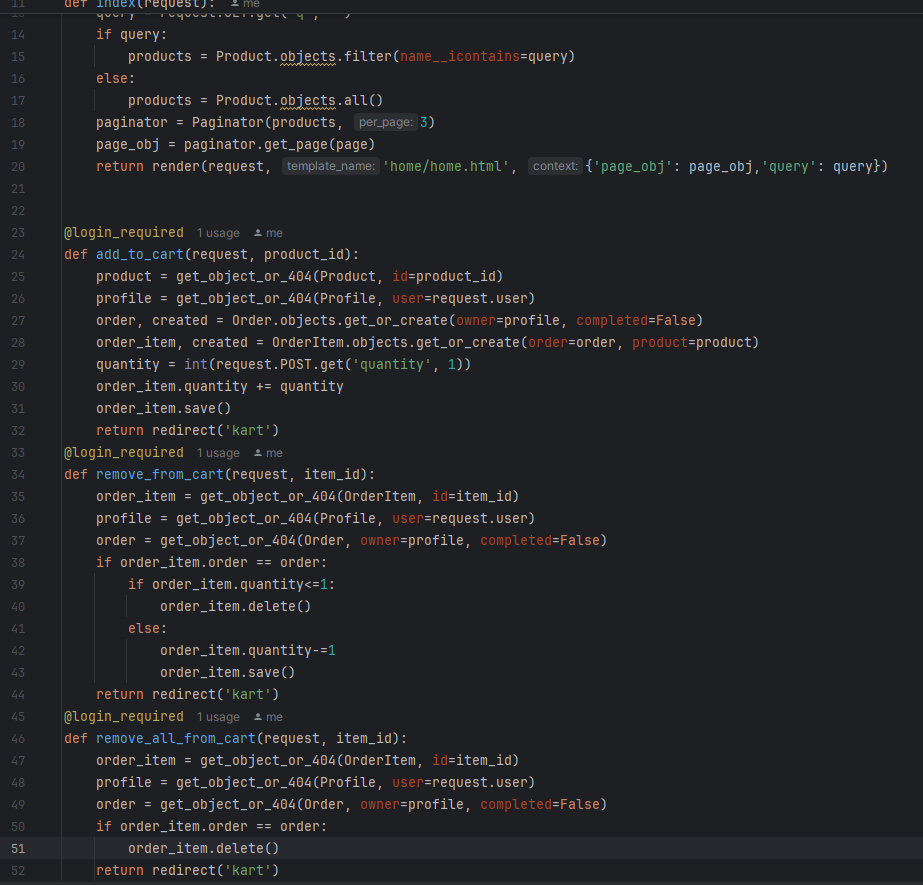 11 def index(request): me
query = request.GET.get('q', '')
14 if query:
15 products = Product.objects.filter(name__icontains=query)
16 else:
17 products = Product.objects.all()
18 paginator = Paginator(products, per_page: 3)
19 page_obj = paginator.get_page(page)
20 return render(request, template_name: 'home/home.html', context: {'page_obj': page_obj,'query': query})
21
22
23 @login_required 1 usage me
24 def add_to_cart(request, product_id):
25 product = get_object_or_404(Product, id=product_id)
26 profile = get_object_or_404(Profile, user=request.user)
27 order, created = Order.objects.get_or_create(owner=profile, completed=False)
28 order_item, created = OrderItem.objects.get_or_create(order=order, product=product)
29 quantity = int(request.POST.get('quantity', 1))
30 order_item.quantity += quantity
31 order_item.save()
32 return redirect('kart')
33 @login_required 1 usage me
34 def remove_from_cart(request, item_id):
35 order_item = get_object_or_404(OrderItem, id=item_id)
36 profile = get_object_or_404(Profile, user=request.user)
37 order = get_object_or_404(Order, owner=profile, completed=False)
38 if order_item.order == order:
39 if order_item.quantity<=1:
40 order_item.delete()
41 else:
42 order_item.quantity-=1
43 order_item.save()
44 return redirect('kart')
45 @login_required 1 usage me
46 def remove_all_from_cart(request, item_id):
47 order_item = get_object_or_404(OrderItem, id=item_id)
48 profile = get_object_or_404(Profile, user=request.user)
49 order = get_object_or_404(Order, owner=profile, completed=False)
50 if order_item.order == order:
51 order_item.delete()
52 return redirect('kart')